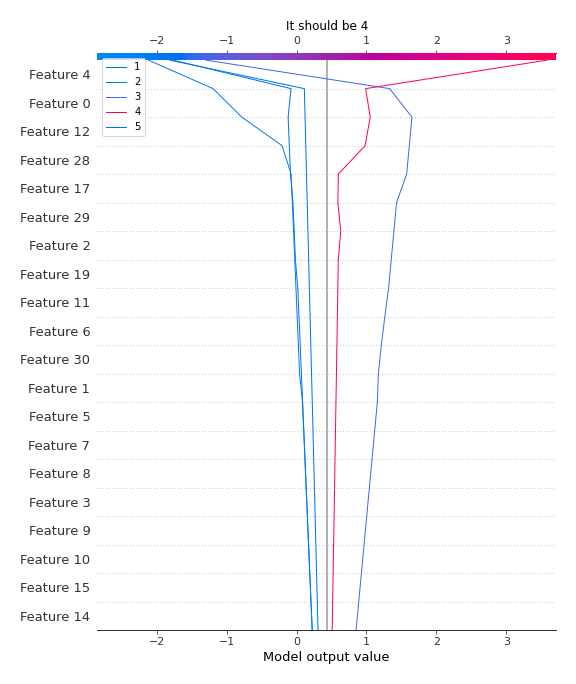 It should be 4
−2 −1 0 1 2 3
1
2
3
4
5
Feature 4
Feature 0
Feature 12
Feature 28
Feature 17
Feature 29
Feature 2
Feature 19
Feature 11
Feature 6
Feature 30
Feature 1
Feature 5
Feature 7
Feature 8
Feature 3
Feature 9
Feature 10
Feature 15
Feature 14
−2 −1 0 1 2 3
Model output value